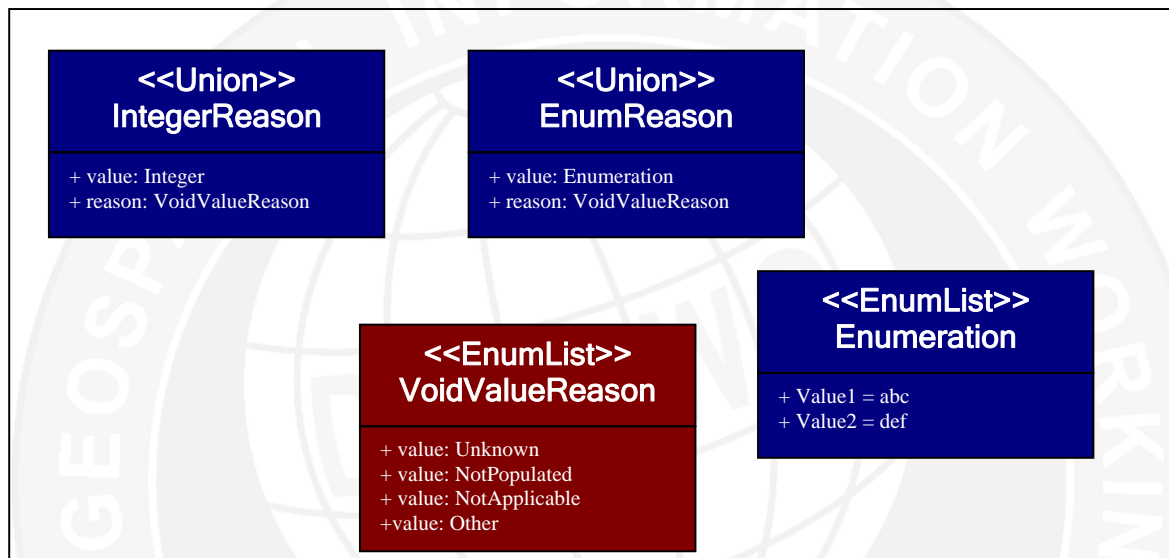 <<Union>>
IntegerReason
+ value: Integer
+ reason: VoidValueReason
<<Union>>
EnumReason
+ value: Enumeration
+ reason: VoidValueReason
<<EnumList>>
VoidValueReason
+ value: Unknown
+ value: NotPopulated
+ value: NotApplicable
+value: Other
<<EnumList>>
Enumeration
+ Value1 = abc
+ Value2 = def